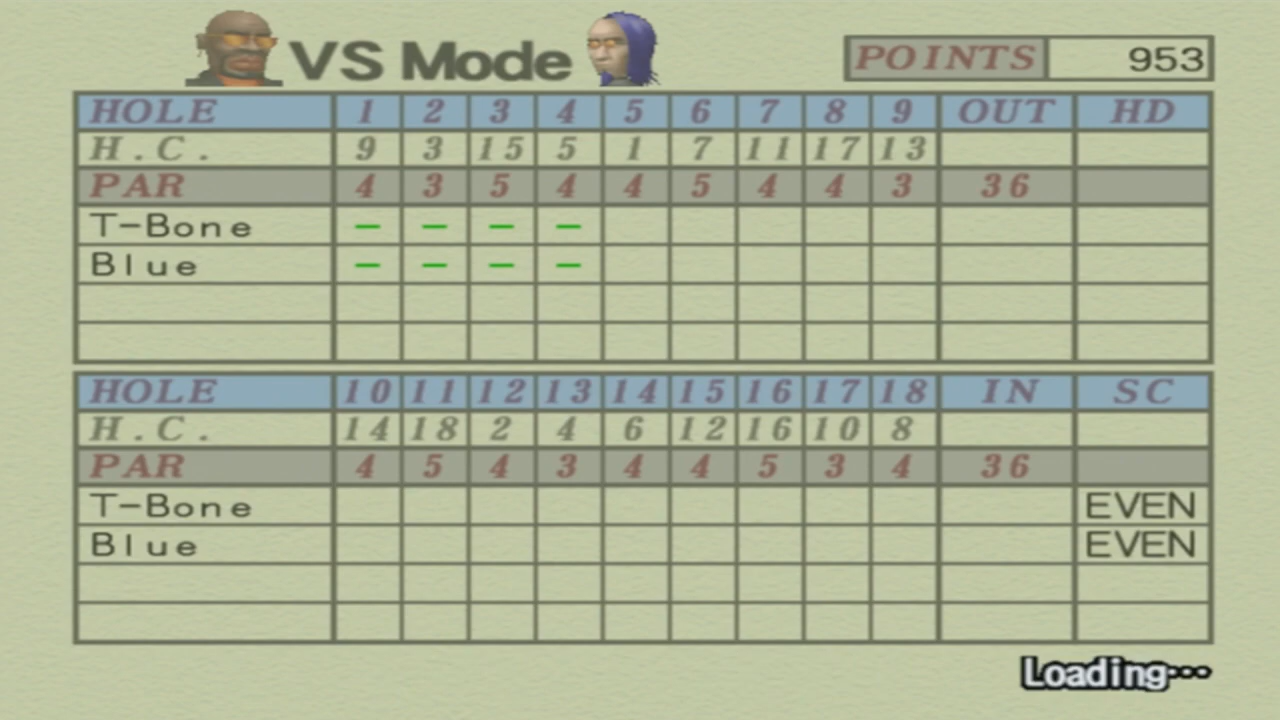 VS Mode POINTS 953
HOLE 1 2 3 4 5 6 7 8 9 OUT HD
H.C. 9 3 15 5 1 7 11 17 13
PAR 4 3 5 4 4 5 4 4 3 36
T-Bone – – – –
Blue – – – –
HOLE 10 11 12 13 14 15 16 17 18 IN SC
H.C. 14 18 2 4 6 12 16 10 8
PAR 4 5 4 3 4 4 5 3 4 36
T-Bone EVEN
Blue EVEN
Loading…